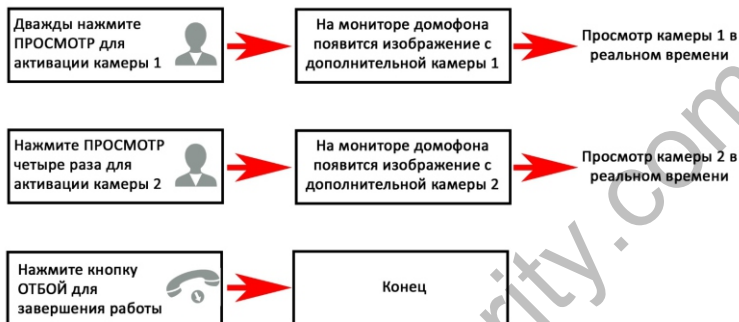 Дважды нажмите
ПРОСМОТР для
активации камеры 1
На мониторе домофона
появится изображение с
дополнительной камеры 1
Просмотр камеры 1 в
реальном времени
Нажмите ПРОСМОТР
четыре раза для
активации камеры 2
На мониторе домофона
появится изображение с
дополнительной камеры 2
Просмотр камеры 2 в
реальном времени
Нажмите кнопку
ОТБОЙ для
завершения работы
Конец
rity.com